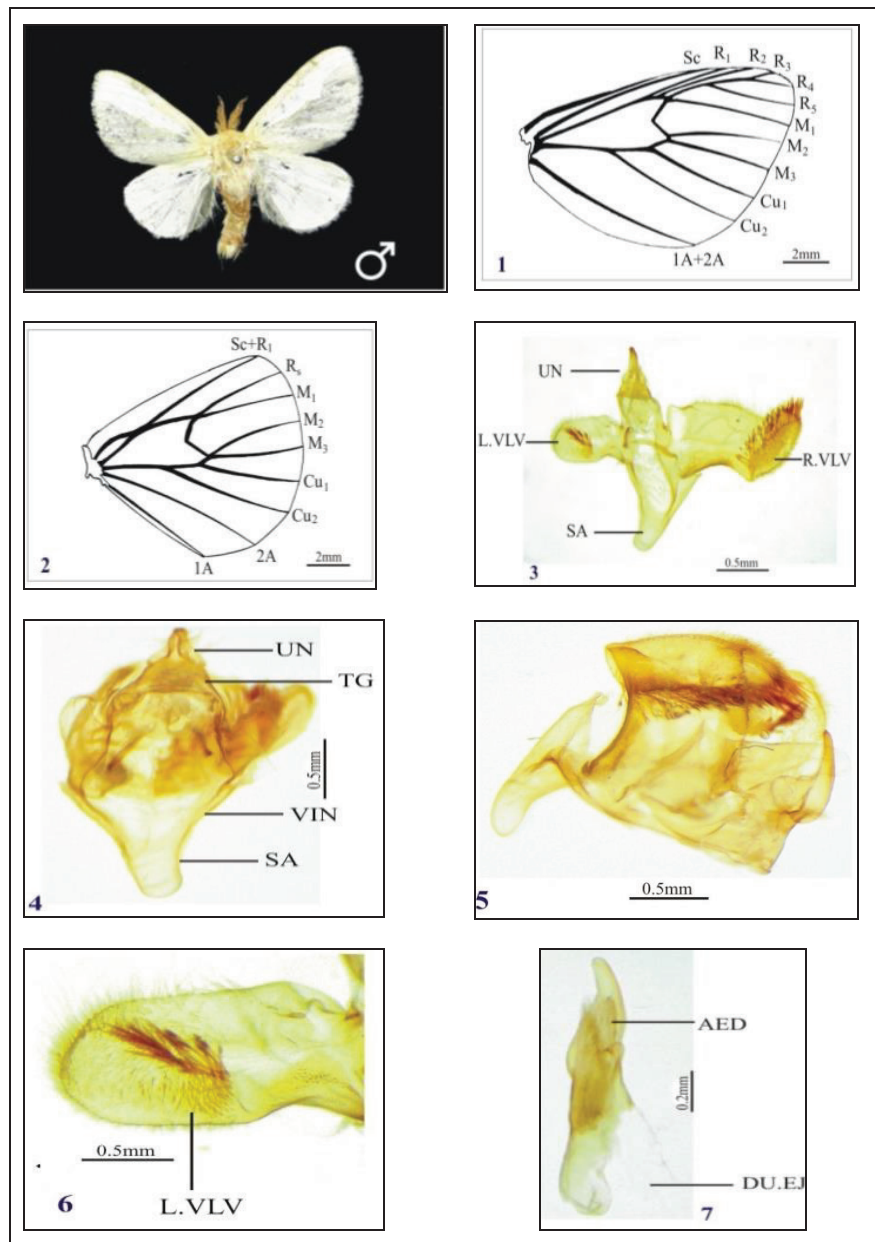 ♂
Sc R₁ R₂ R₃
R₄
R₅
M₁
M₂
M₃
Cu₁
Cu₂
1A+2A
2mm
1
Sc+R₁
Rₛ
M₁
M₂
M₃
Cu₁
Cu₂
2A
1A
2mm
2
UN
L.VLV
R.VLV
SA
0.5mm
3
UN
TG
0.5mm
VIN
SA
4
0.5mm
5
0.5mm
L.VLV
6
AED
0.2mm
DU.EJ
7